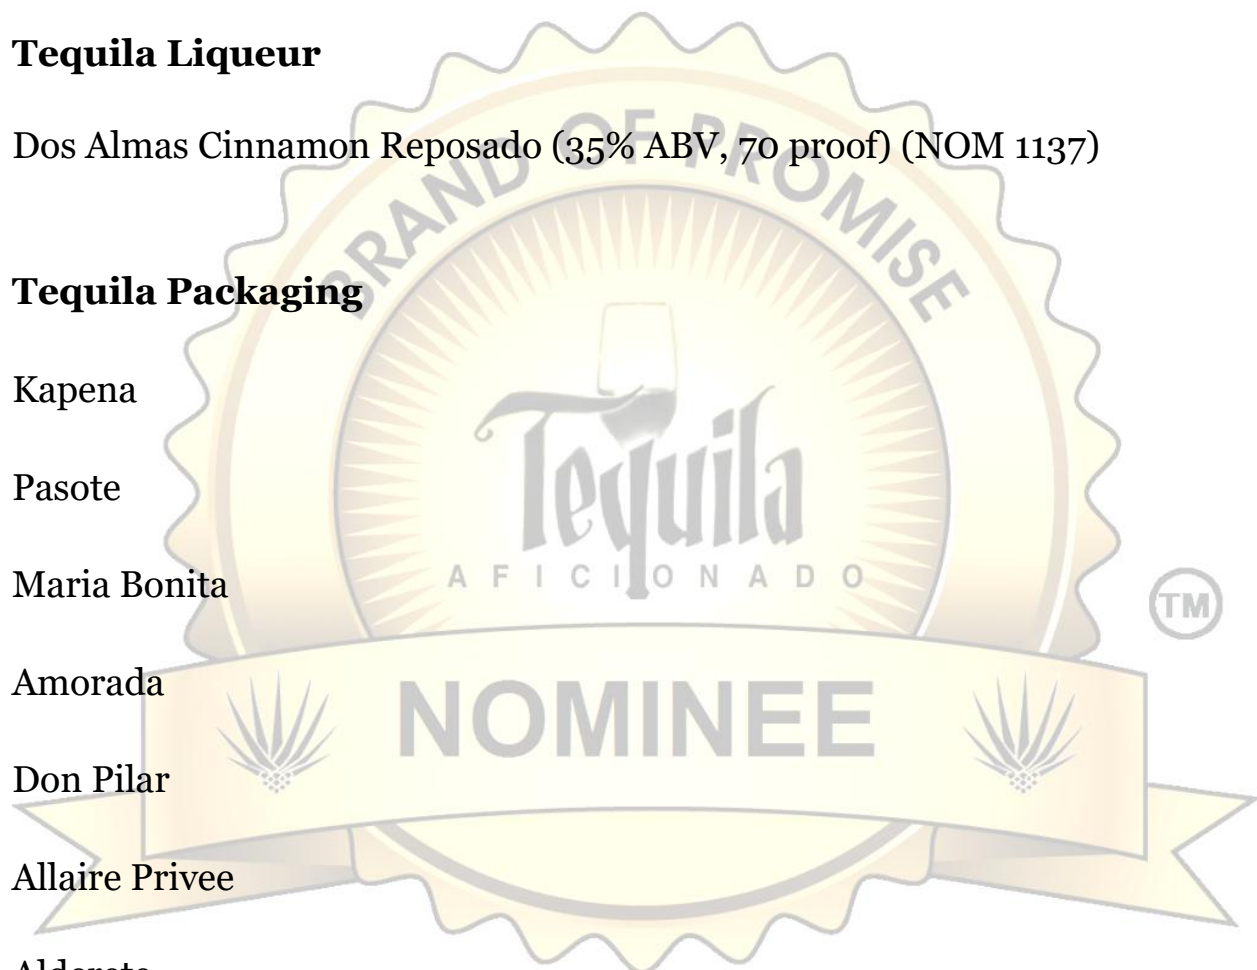 Tequila Liqueur
Dos Almas Cinnamon Reposado (35% ABV, 70 proof) (NOM 1137)
BRAND OF PROMISE
Tequila Packaging
Kapena
Pasote
Tequila
AFICIONADO
Maria Bonita
TM
Amorada
NOMINEE
Don Pilar
Allaire Privee